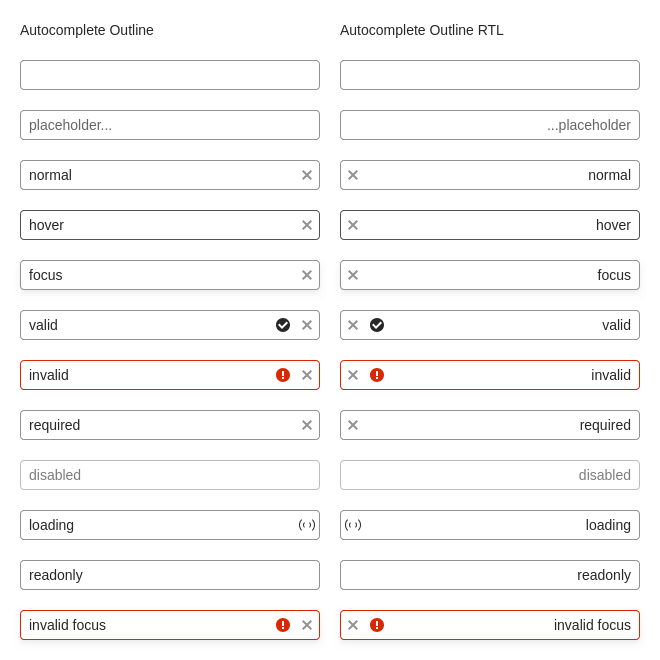 Autocomplete Outline
Autocomplete Outline RTL
placeholder...
...placeholder
normal
normal
hover
hover
focus
focus
valid
valid
invalid
invalid
required
required
disabled
disabled
loading
loading
readonly
readonly
invalid focus
invalid focus